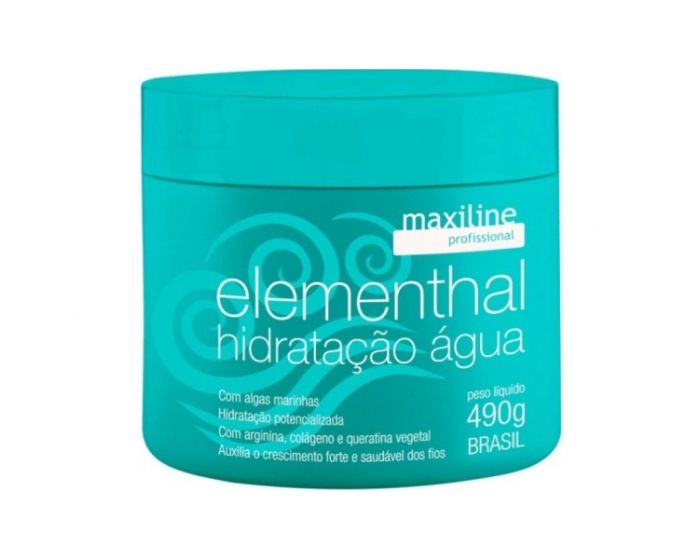 maxiline
profissional
elementhal
hidratação água
Com algas marinhas
Hidratação potencializada
Com arginina, colágeno e queratina vegetal
Auxilia o crescimento forte e saudável dos fios
peso líquido
490g
BRASIL